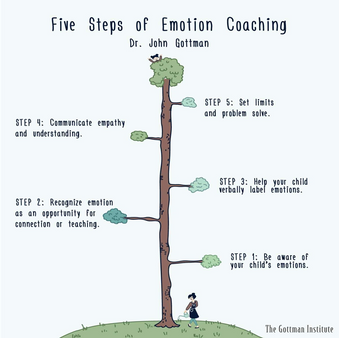 Five Steps of Emotion Coaching
Dr. John Gottman
STEP 5: Set limits
and problem solve.
STEP 4: Communicate empathy
and understanding.
STEP 3: Help your child
verbally label emotions.
STEP 2: Recognize emotion
as an opportunity for
connection or teaching.
STEP 1: Be aware of
your child's emotions.
The Gottman Institute